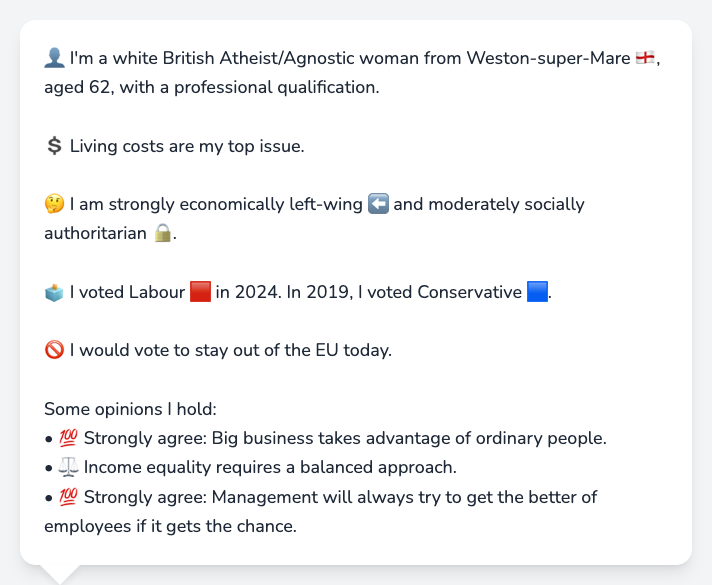 👤 I'm a white British Atheist/Agnostic woman from Weston-super-Mare 🏴󠁧󠁢󠁥󠁮󠁧󠁿,
aged 62, with a professional qualification.
💲 Living costs are my top issue.
🤔 I am strongly economically left-wing ⬅️ and moderately socially
authoritarian 🔒.
🗳️ I voted Labour 🟥 in 2024. In 2019, I voted Conservative 🟦.
🚫 I would vote to stay out of the EU today.
Some opinions I hold:
• 💯 Strongly agree: Big business takes advantage of ordinary people.
• ⚖️ Income equality requires a balanced approach.
• 💯 Strongly agree: Management will always try to get the better of
employees if it gets the chance.